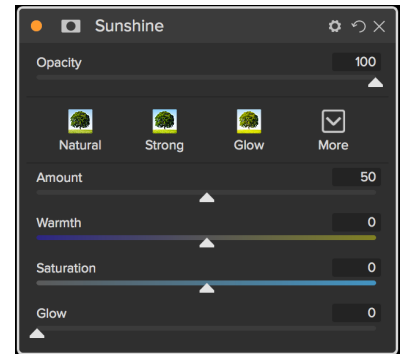 Sunshine
Opacity 100
Natural Strong Glow More
Amount 50
Warmth 0
Saturation 0
Glow 0